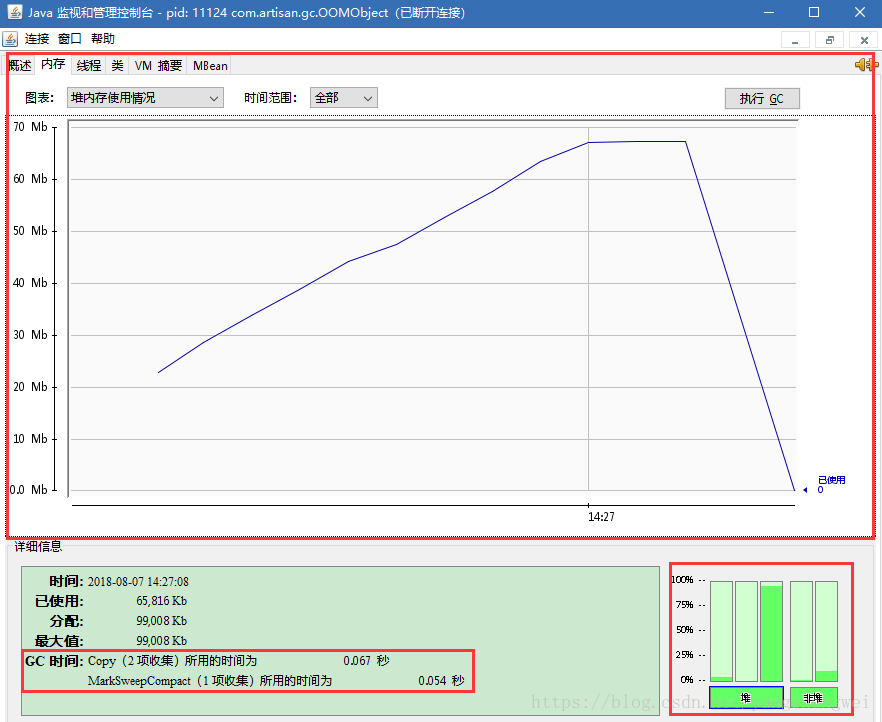 Java 监视和管理控制台 - pid: 11124 com.artisan.gc.OOMObject（已断开连接）
连接 窗口 帮助
概述 内存 线程 类 VM 摘要 MBean
图表： 堆内存使用情况 时间范围： 全部 执行 GC
70 Mb
60 Mb
50 Mb
40 Mb
30 Mb
20 Mb
10 Mb
0.0 Mb
已使用
0
14:27
详细信息
时间: 2018-08-07 14:27:08
已使用: 65,816 Kb
分配: 99,008 Kb
最大值: 99,008 Kb
GC 时间: Copy（2 项收集）所用的时间为 0.067 秒
MarkSweepCompact（1 项收集）所用的时间为 0.054 秒
100% --
75% --
50% --
25% --
0% --
堆 非堆
https://blog.csdn.